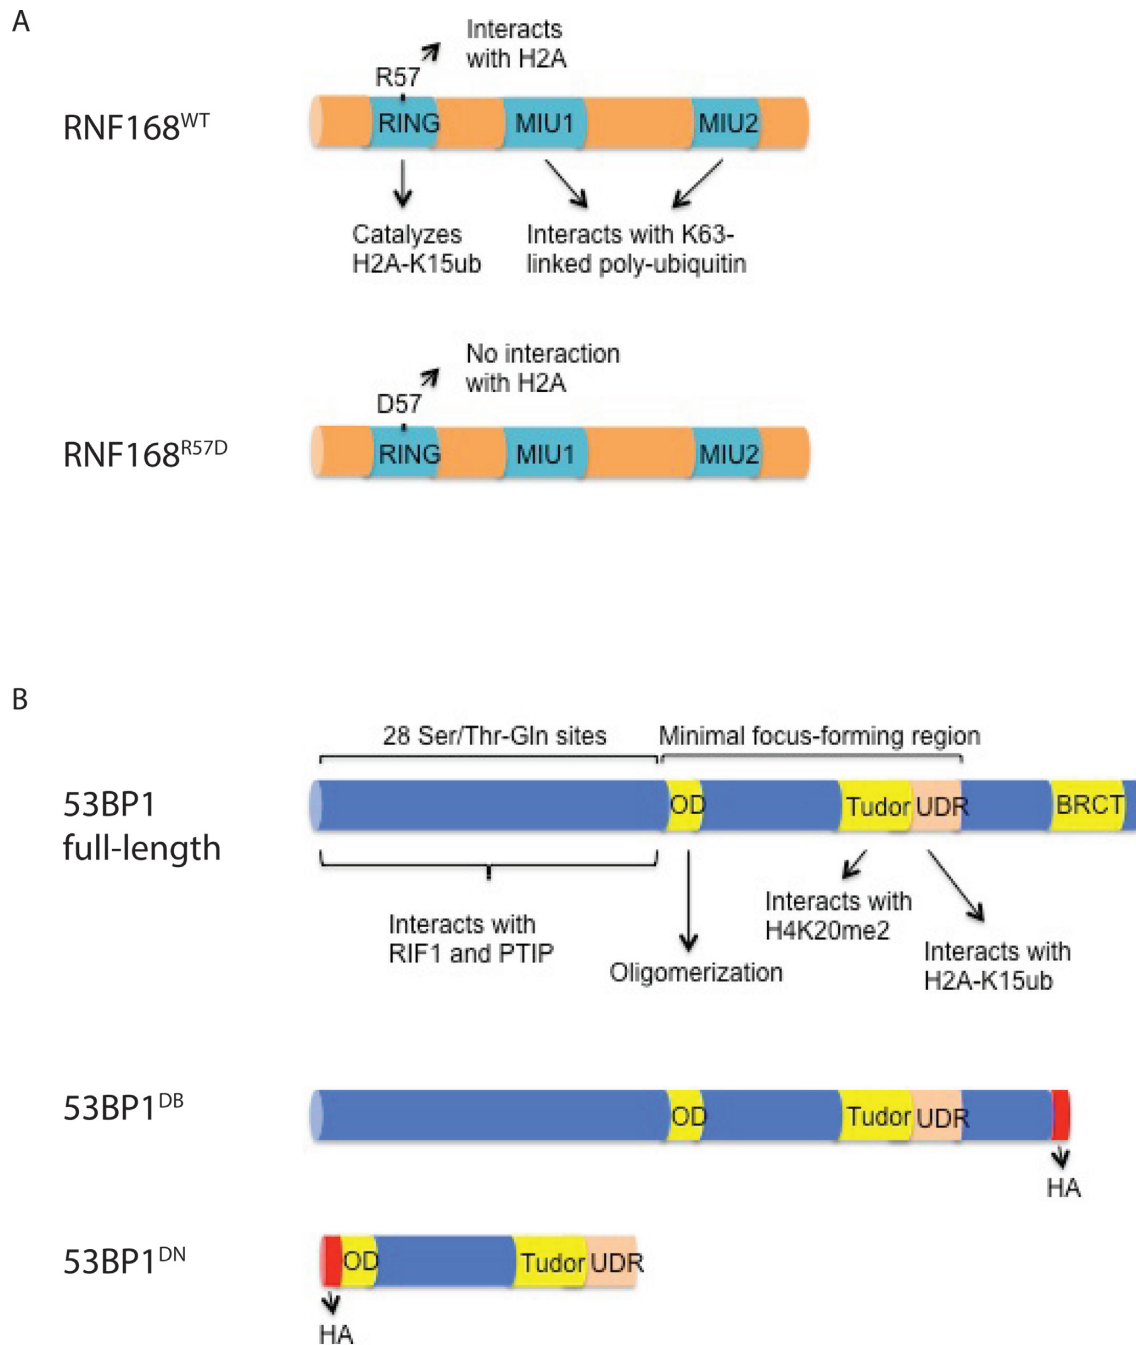 A
Interacts
with H2A
R57
RNF168WT
RING MIU1 MIU2
Catalyzes
H2A-K15ub
Interacts with K63-
linked poly-ubiquitin
No interaction
with H2A
D57
RNF168R57D
RING MIU1 MIU2
B
28 Ser/Thr-Gln sites
Minimal focus-forming region
53BP1
full-length
OD Tudor UDR BRCT
Interacts with
RIF1 and PTIP
Oligomerization
Interacts with
H4K20me2
Interacts with
H2A-K15ub
53BP1DB
OD Tudor UDR
HA
53BP1DN
OD Tudor UDR
HA